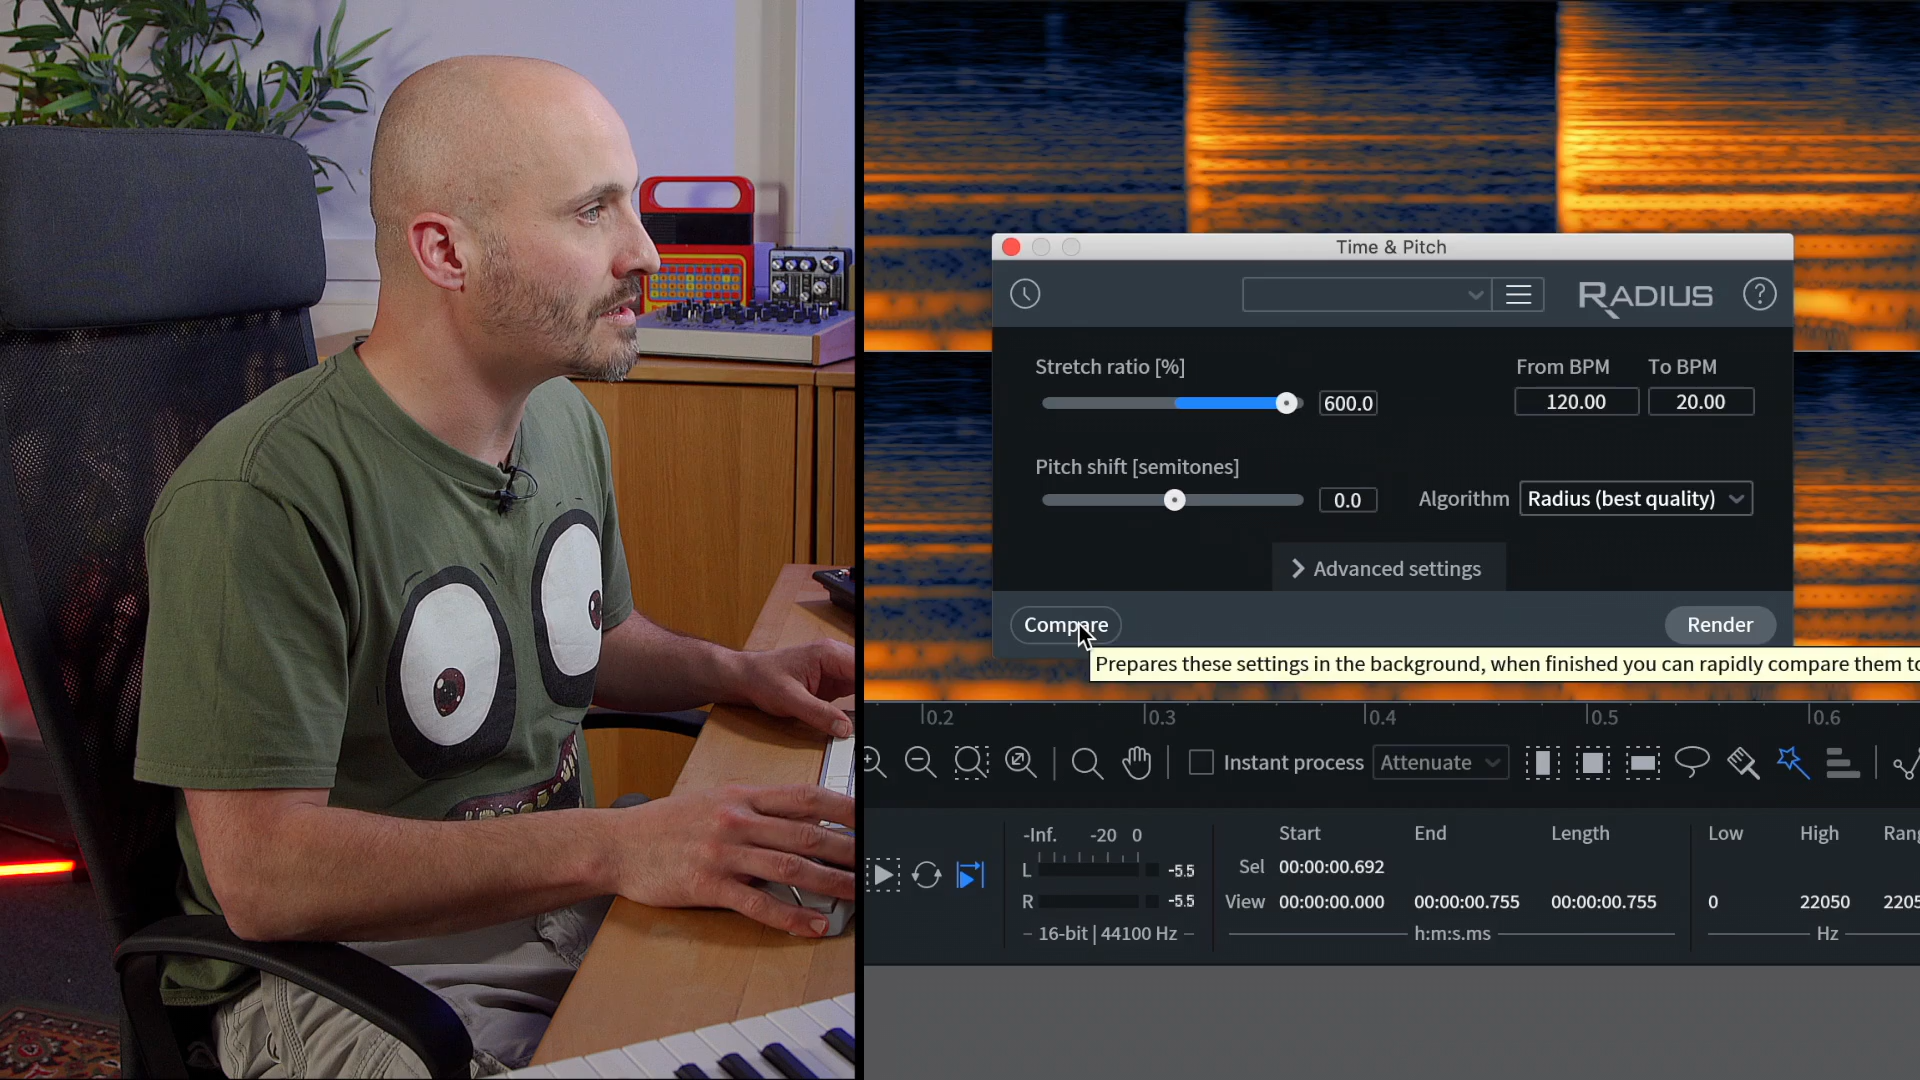 Time & Pitch
RADIUS
?
Stretch ratio [%]
600.0
From BPM
To BPM
120.00
20.00
Pitch shift [semitones]
0.0
Algorithm
Radius (best quality)
Advanced settings
Compare
Render
Prepares these settings in the background, when finished you can rapidly compare them to
0.2
0.3
0.4
0.5
0.6
Instant process
Attenuate
-Inf. -20 0
L -5.5
R -5.5
16-bit | 44100 Hz
Start End Length
Sel 00:00:00.692
View 00:00:00.000 00:00:00.755 00:00:00.755
h:m:s.ms
Low High Rang
0 22050 2205
Hz